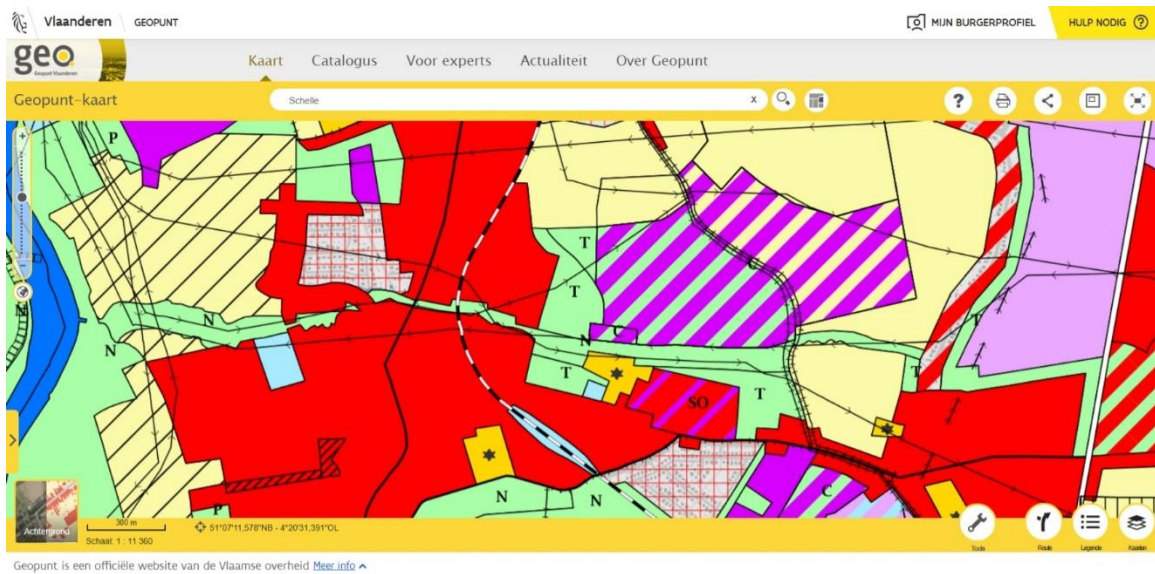 Vlaanderen GEOPUNT MIJN BURGERPROFIEL HULP NODIG ?
geo
Geopunt Vlaanderen
Kaart Catalogus Voor experts Actualiteit Over Geopunt
Geopunt-kaart Schelle x ?
+
P
T
C
T
N
N
N
C
N
T
T
T
T
SO
C
N
N
P
-
>
Achtergrond
300 m
Schaal: 1 : 11 360
51°07'11,578"NB - 4°20'31,391"OL
Tools Route Legende Kaarten
Geopunt is een officiële website van de Vlaamse overheid Meer info